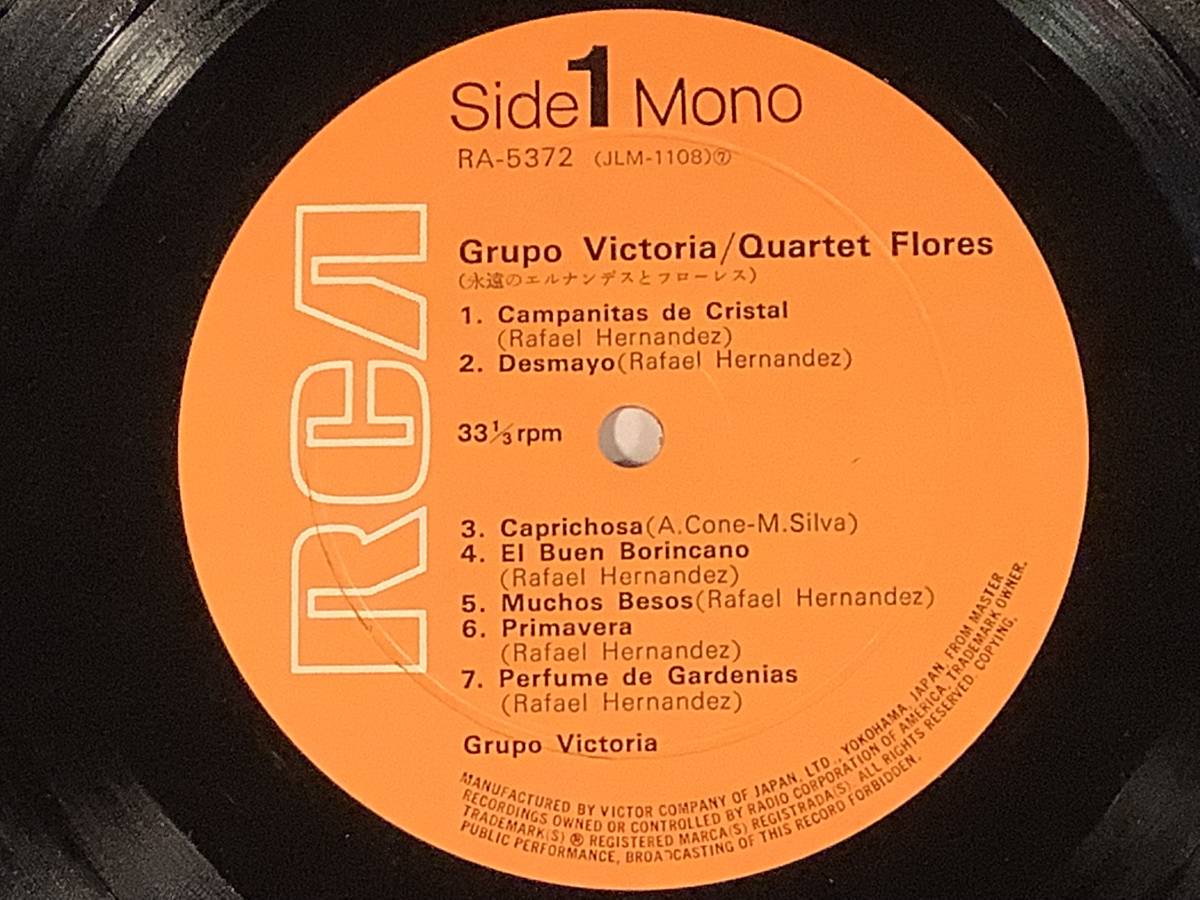 Side 1 Mono
RA-5372 (JLM-1108)⑦
RCA
Grupo Victoria/Quartet Flores
(永遠のエルナンデスとフローレス)
1. Campanitas de Cristal
(Rafael Hernandez)
2. Desmayo(Rafael Hernandez)
33⅓rpm
3. Caprichosa(A.Cone-M.Silva)
4. El Buen Borincano
(Rafael Hernandez)
5. Muchos Besos(Rafael Hernandez)
6. Primavera
(Rafael Hernandez)
7. Perfume de Gardenias
(Rafael Hernandez)
Grupo Victoria
MANUFACTURED BY VICTOR COMPANY OF JAPAN, LTD., YOKOHAMA, JAPAN, FROM MASTER
RECORDINGS OWNED OR CONTROLLED BY RADIO CORPORATION OF AMERICA, TRADEMARK OWNER.
TRADEMARK(S) ® REGISTERED MARCA(S) REGISTRADA(S) ALL RIGHTS RESERVED. COPYING,
PUBLIC PERFORMANCE, BROADCASTING OF THIS RECORD FORBIDDEN.